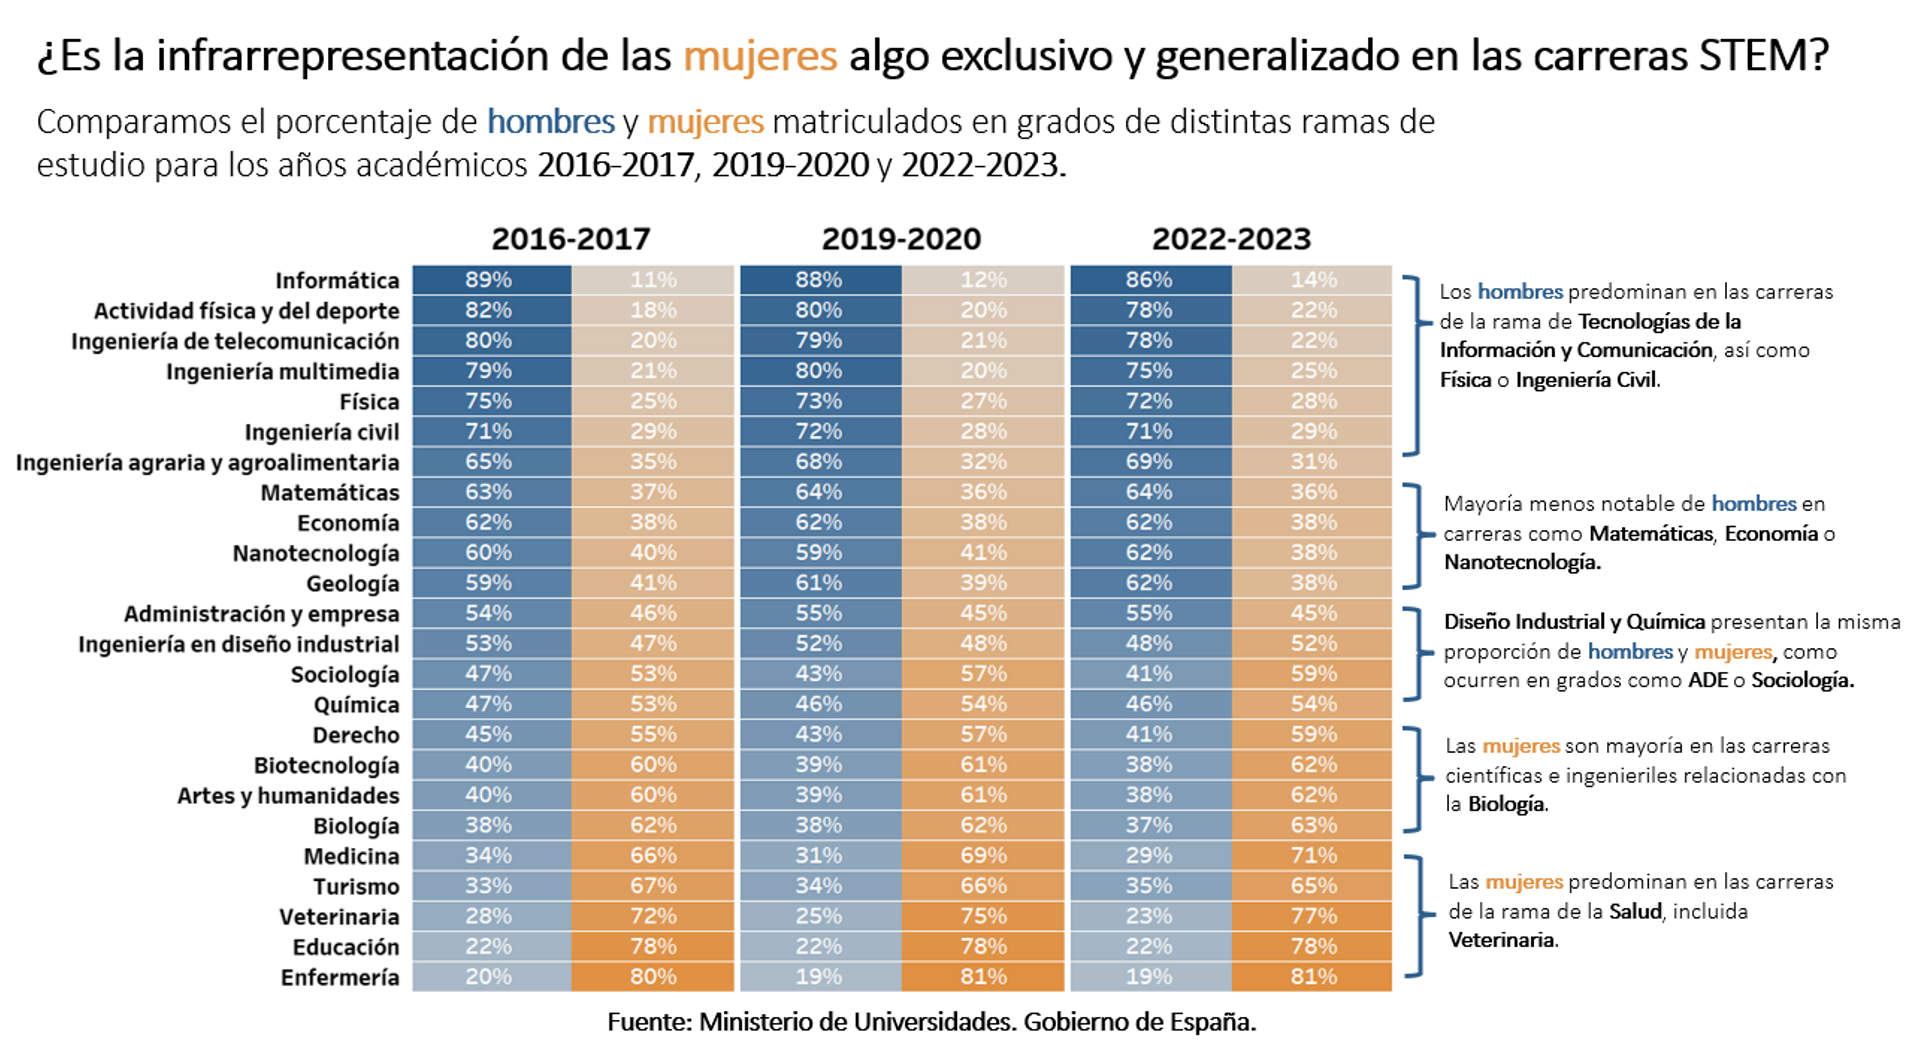 ¿Es la infrarrepresentación de las mujeres algo exclusivo y generalizado en las carreras STEM?
Comparamos el porcentaje de hombres y mujeres matriculados en grados de distintas ramas de
estudio para los años académicos 2016-2017, 2019-2020 y 2022-2023.
2016-2017 2019-2020 2022-2023
Informática 89% 11% 88% 12% 86% 14%
Actividad física y del deporte 82% 18% 80% 20% 78% 22%
Ingeniería de telecomunicación 80% 20% 79% 21% 78% 22%
Ingeniería multimedia 79% 21% 80% 20% 75% 25%
Física 75% 25% 73% 27% 72% 28%
Ingeniería civil 71% 29% 72% 28% 71% 29%
Ingeniería agraria y agroalimentaria 65% 35% 68% 32% 69% 31%
Matemáticas 63% 37% 64% 36% 64% 36%
Economía 62% 38% 62% 38% 62% 38%
Nanotecnología 60% 40% 59% 41% 62% 38%
Geología 59% 41% 61% 39% 62% 38%
Administración y empresa 54% 46% 55% 45% 55% 45%
Ingeniería en diseño industrial 53% 47% 52% 48% 48% 52%
Sociología 47% 53% 43% 57% 41% 59%
Química 47% 53% 46% 54% 46% 54%
Derecho 45% 55% 43% 57% 41% 59%
Biotecnología 40% 60% 39% 61% 38% 62%
Artes y humanidades 40% 60% 39% 61% 38% 62%
Biología 38% 62% 38% 62% 37% 63%
Medicina 34% 66% 31% 69% 29% 71%
Turismo 33% 67% 34% 66% 35% 65%
Veterinaria 28% 72% 25% 75% 23% 77%
Educación 22% 78% 22% 78% 22% 78%
Enfermería 20% 80% 19% 81% 19% 81%
Los hombres predominan en las carreras
de la rama de Tecnologías de la
Información y Comunicación, así como
Física o Ingeniería Civil.
Mayoría menos notable de hombres en
carreras como Matemáticas, Economía o
Nanotecnología.
Diseño Industrial y Química presentan la misma
proporción de hombres y mujeres, como
ocurren en grados como ADE o Sociología.
Las mujeres son mayoría en las carreras
científicas e ingenieriles relacionadas con
la Biología.
Las mujeres predominan en las carreras
de la rama de la Salud, incluida
Veterinaria.
Fuente: Ministerio de Universidades. Gobierno de España.